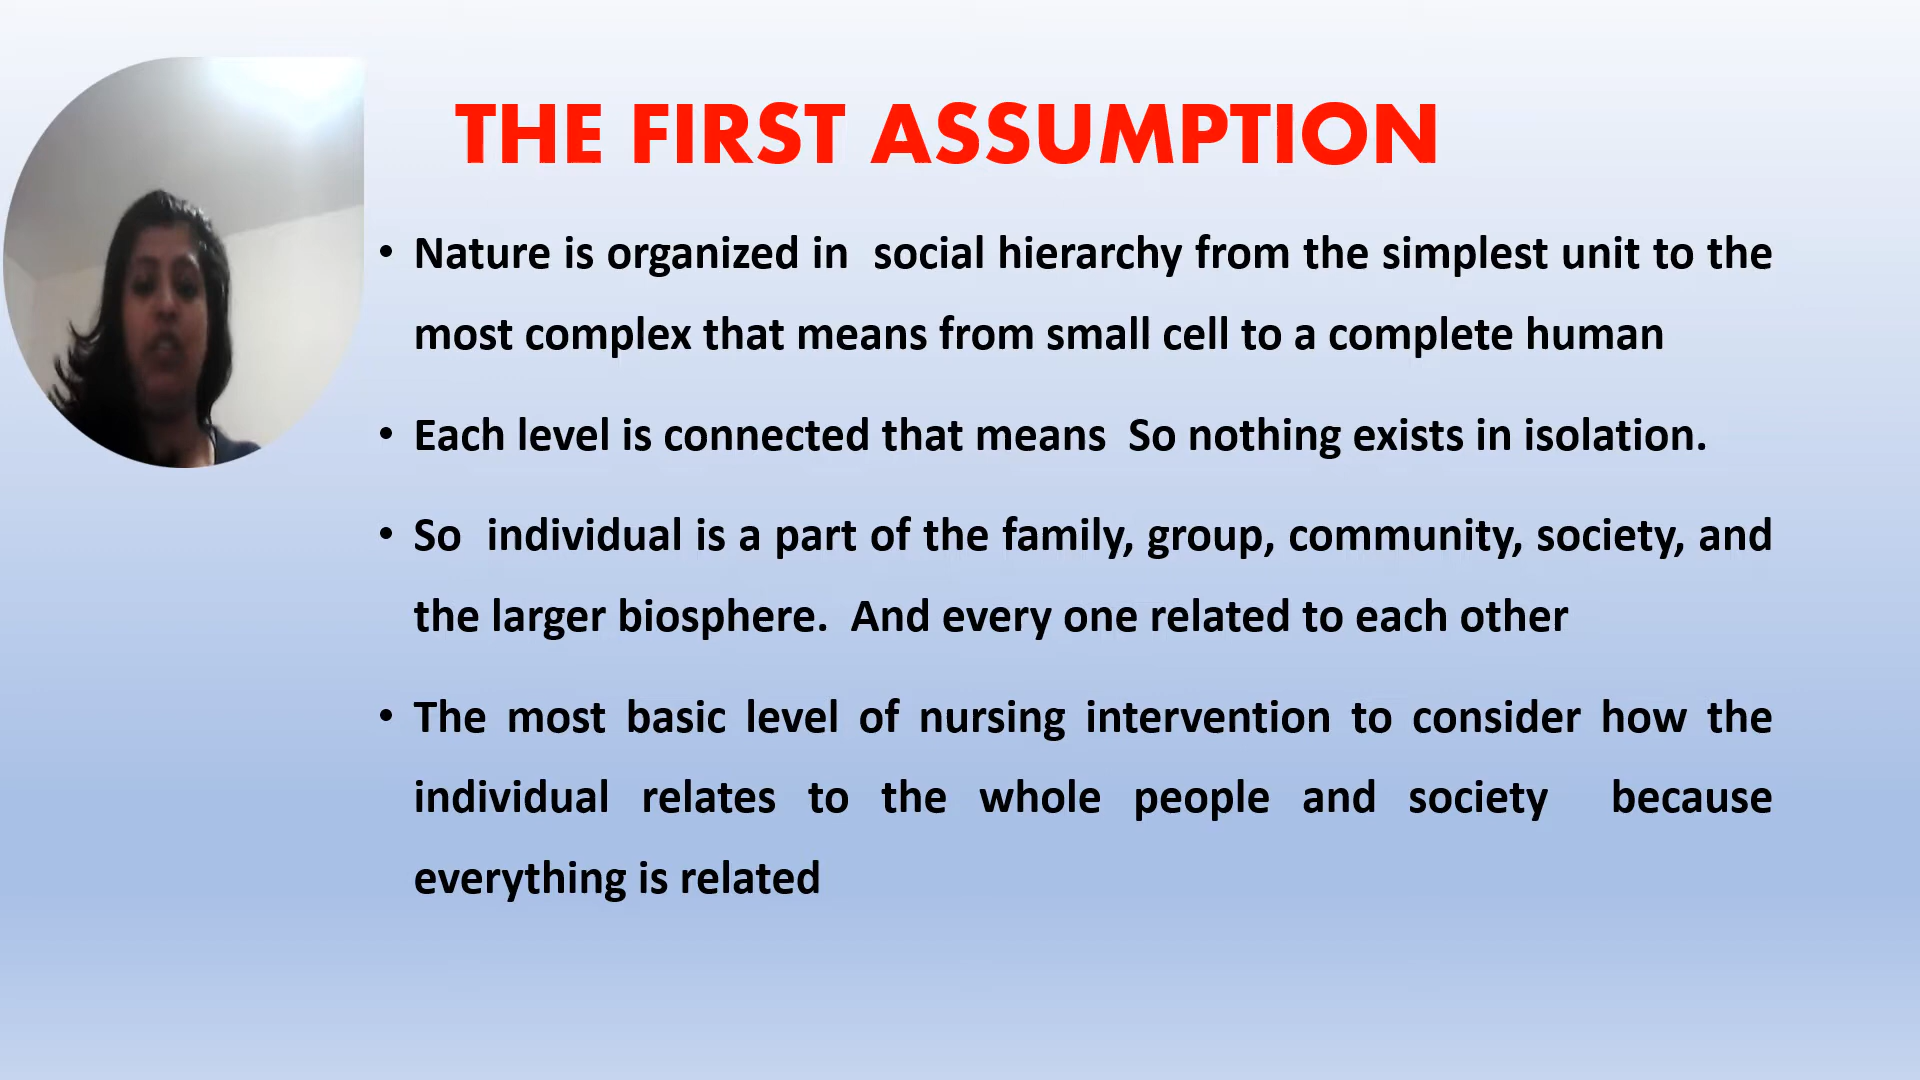 THE FIRST ASSUMPTION
• Nature is organized in  social hierarchy from the simplest unit to the
most complex that means from small cell to a complete human
• Each level is connected that means  So nothing exists in isolation.
• So  individual is a part of the family, group, community, society, and
the larger biosphere.  And every one related to each other
• The most basic level of nursing intervention to consider how the
individual relates to the whole people and society  because
everything is related